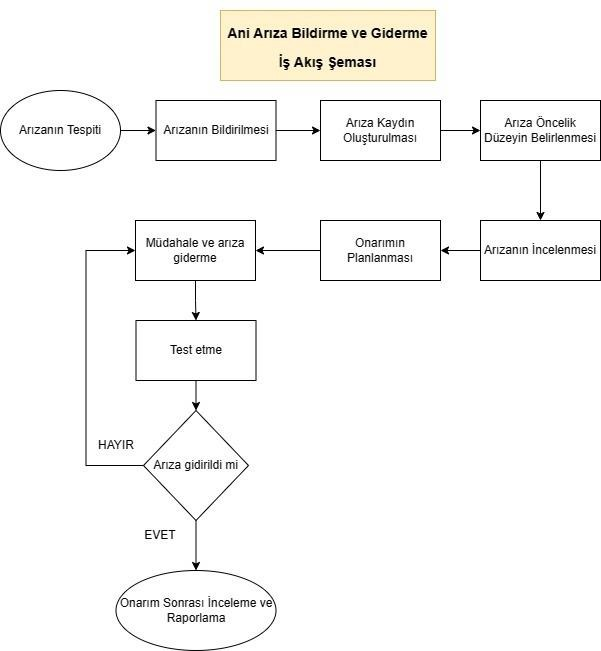 Ani Arıza Bildirme ve Giderme
İş Akış Şeması
Arızanın Tespiti
Arızanın Bildirilmesi
Arıza Kaydın
Oluşturulması
Arıza Öncelik
Düzeyin Belirlenmesi
Arızanın İncelenmesi
Onarımın
Planlanması
Müdahale ve arıza
giderme
Test etme
Arıza gidirildi mi
HAYIR
EVET
Onarım Sonrası İnceleme ve
Raporlama